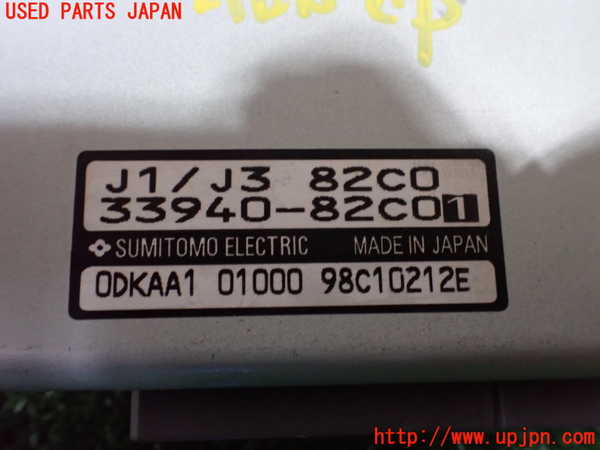 USED PARTS JAPAN
J1/J3 82C0
33940-82C01
SUMITOMO ELECTRIC MADE IN JAPAN
0DKAA1 01000 98C10212E
http://www.upjpn.com/